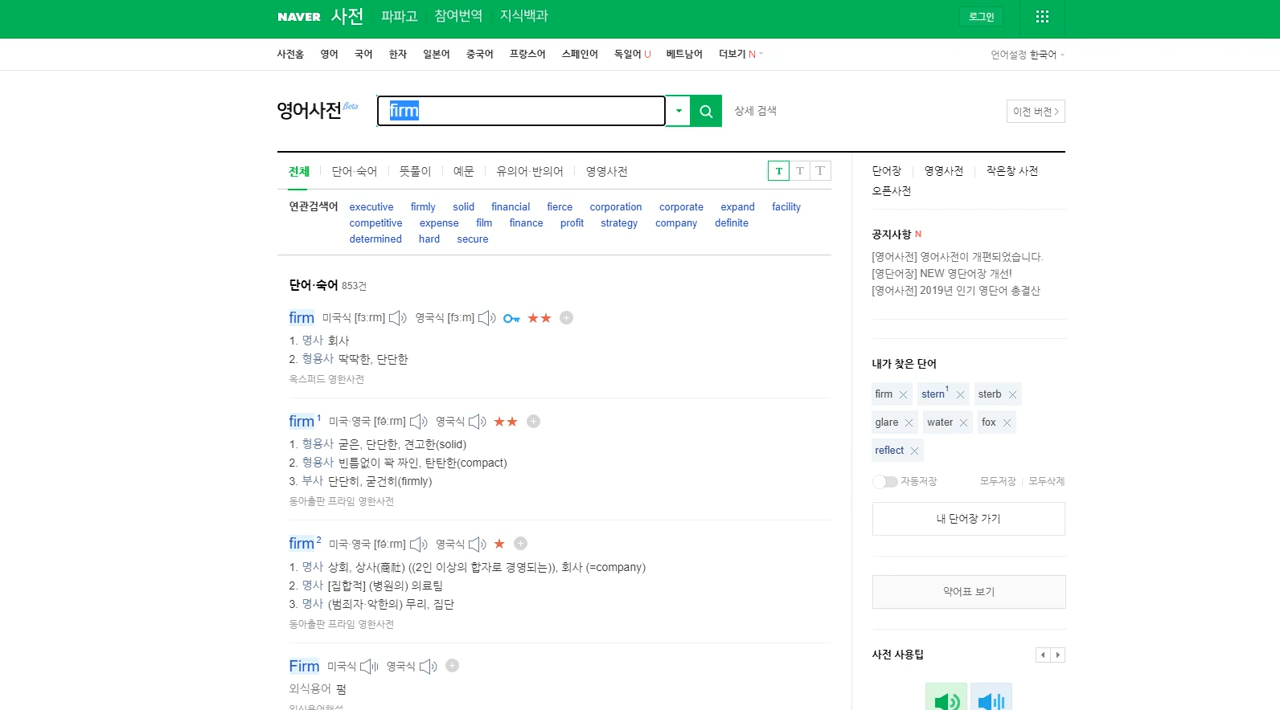 NAVER 사전 파파고 참여번역 지식백과 로그인
사전홈 영어 국어 한자 일본어 중국어 프랑스어 스페인어 독일어 U 베트남어 더보기 N 언어설정 한국어
영어사전 Beta firm 상세 검색 이전 버전 >
전체 단어·숙어 뜻풀이 예문 유의어·반의어 영영사전 T T T
연관검색어 executive firmly solid financial fierce corporation corporate expand facility
competitive expense film finance profit strategy company definite
determined hard secure
단어·숙어 853건
firm 미국식 [fɜːrm] 영국식 [fɜːm] ★★
1. 명사 회사
2. 형용사 딱딱한, 단단한
옥스퍼드 영한사전
firm 1 미국·영국 [fə́ːrm] 영국식 ★★
1. 형용사 굳은, 단단한, 견고한(solid)
2. 형용사 빈틈없이 꽉 짜인, 탄탄한(compact)
3. 부사 단단히, 굳건히(firmly)
동아출판 프라임 영한사전
firm 2 미국·영국 [fə́ːrm] 영국식 ★
1. 명사 상회, 상사(商社) ((2인 이상의 합자로 경영되는)), 회사 (=company)
2. 명사 [집합적] (병원의) 의료팀
3. 명사 (범죄자·악한의) 무리, 집단
동아출판 프라임 영한사전
Firm 미국식 영국식
외식용어 펌
외식용어해설
단어장 영영사전 작은창 사전
오픈사전
공지사항 N
[영어사전] 영어사전이 개편되었습니다.
[영단어장] NEW 영단어장 개선!
[영어사전] 2019년 인기 영단어 총결산
내가 찾은 단어
firm stern1 sterb
glare water fox
reflect
자동저장 모두저장 모두삭제
내 단어장 가기
약어표 보기
사전 사용팁